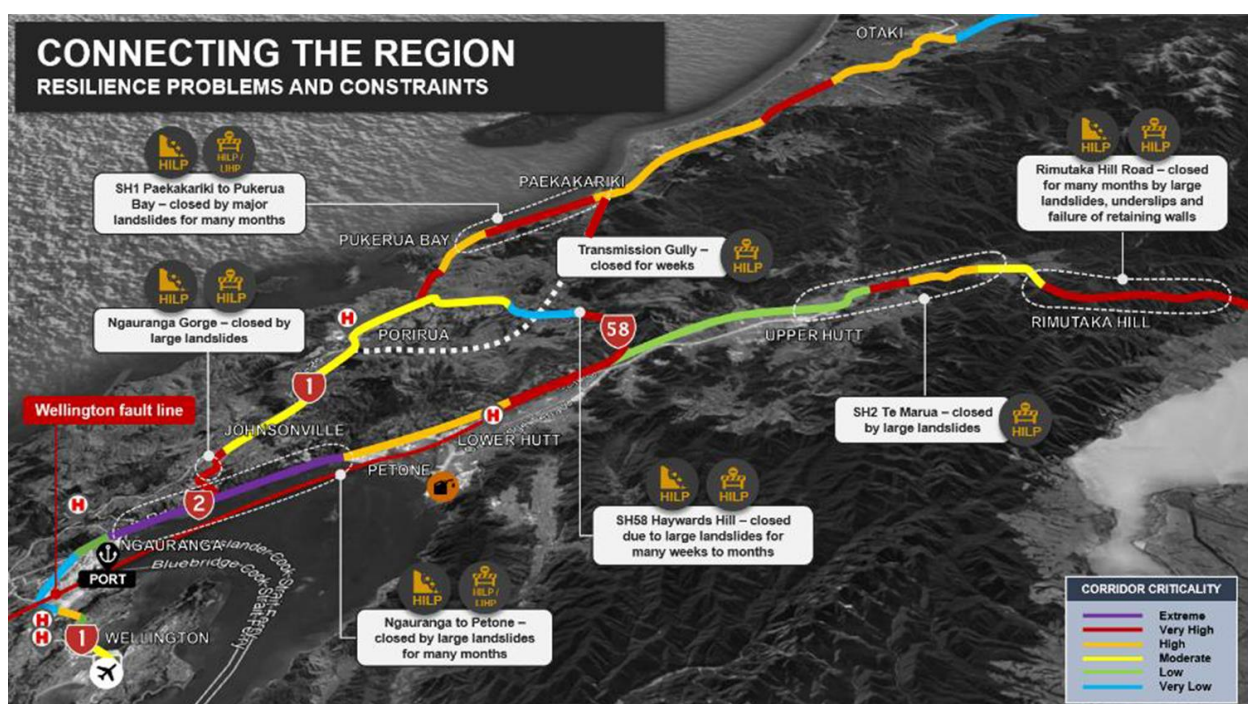 CONNECTING THE REGION
RESILIENCE PROBLEMS AND CONSTRAINTS
OTAKI
HILP
HILP /
LIHP
SH1 Paekakariki to Pukerua
Bay – closed by major
landslides for many months
PAEKAKARIKI
PUKERUA BAY
HILP
HILP
Rimutaka Hill Road – closed
for many months by large
landslides, underslips and
failure of retaining walls
Transmission Gully –
closed for weeks
HILP
HILP
HILP
Ngauranga Gorge – closed by
large landslides
H
PORIRUA
58
UPPER HUTT
RIMUTAKA HILL
1
Wellington fault line
JOHNSONVILLE
H
LOWER HUTT
PETONE
SH2 Te Marua – closed
by large landslides
HILP
2
H
HILP
HILP
SH58 Haywards Hill – closed
due to large landslides for
many weeks to months
NGAURANGA
Islander Cook Strait Ferry
Bluebridge Cook Strait Ferry
PORT
HILP
HILP /
LIHP
Ngauranga to Petone –
closed by large landslides
for many months
H
H
1
WELLINGTON
CORRIDOR CRITICALITY
Extreme
Very High
High
Moderate
Low
Very Low